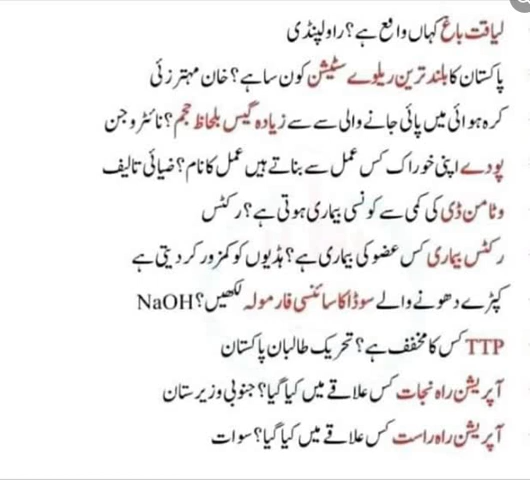 لیاقت باغ کہاں واقع ہے؟ راولپنڈی
پاکستان کا بلند ترین ریلوے سٹیشن کون سا ہے؟ خان مہترزئی
کرہ ہوائی میں پائی جانے والی سے سے زیادہ گیس بلحاظ حجم؟ نائٹروجن
پودے اپنی خوراک کس عمل سے بناتے ہیں عمل کا نام؟ ضیائی تالیف
وٹامن ڈی کی کمی سے کونسی بیماری ہوتی ہے؟ رکٹس
رکٹس بیماری کس عضو کی بیماری ہے؟ ہڈیوں کو کمزور کر دیتی ہے
کپڑے دھونے والے سوڈا کا سائنسی فارمولہ لکھیں؟ NaOH
TTP کس کا مخفف ہے؟ تحریک طالبان پاکستان
آپریشن راہ نجات کس علاقے میں کیا گیا؟ جنوبی وزیرستان
آپریشن راہ راست کس علاقے میں کیا گیا؟ سوات